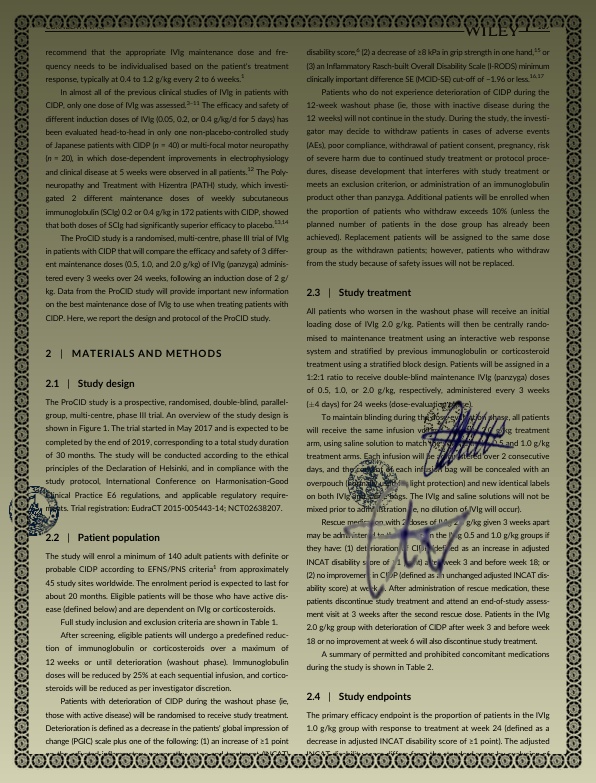 WILEY
recommend that the appropriate IVIg maintenance dose and fre-
quency needs to be individualised based on the patient's treatment
response, typically at 0.4 to 1.2 g/kg every 2 to 6 weeks.1
In almost all of the previous clinical studies of IVIg in patients with
CIDP, only one dose of IVIg was assessed.3-11 The efficacy and safety of
different induction doses of IVIg (0.05, 0.2, or 0.4 g/kg/d for 5 days) has
been evaluated head-to-head in only one non-placebo-controlled study
of Japanese patients with CIDP (n = 40) or multi-focal motor neuropathy
(n = 20), in which dose-dependent improvements in electrophysiology
and clinical disease at 5 weeks were observed in all patients.12 The Poly-
neuropathy and Treatment with Hizentra (PATH) study, which investi-
gated 2 different maintenance doses of weekly subcutaneous
immunoglobulin (SCIg) 0.2 or 0.4 g/kg in 172 patients with CIDP, showed
that both doses of SCIg had significantly superior efficacy to placebo.13,14
The ProCID study is a randomised, multi-centre, phase III trial of IVIg
in patients with CIDP that will compare the efficacy and safety of 3 differ-
ent maintenance doses (0.5, 1.0, and 2.0 g/kg) of IVIg (panzyga) adminis-
tered every 3 weeks over 24 weeks, following an induction dose of 2 g/
kg. Data from the ProCID study will provide important new information
on the best maintenance dose of IVIg to use when treating patients with
CIDP. Here, we report the design and protocol of the ProCID study.
2 | MATERIALS AND METHODS
2.1 | Study design
The ProCID study is a prospective, randomised, double-blind, parallel-
group, multi-centre, phase III trial. An overview of the study design is
shown in Figure 1. The trial started in May 2017 and is expected to be
completed by the end of 2019, corresponding to a total study duration
of 30 months. The study will be conducted according to the ethical
principles of the Declaration of Helsinki, and in compliance with the
study protocol, International Conference on Harmonisation-Good
Clinical Practice E6 regulations, and applicable regulatory require-
ments. Trial registration: EudraCT 2015-005443-14; NCT02638207.
2.2 | Patient population
The study will enrol a minimum of 140 adult patients with definite or
probable CIDP according to EFNS/PNS criteria1 from approximately
45 study sites worldwide. The enrolment period is expected to last for
about 20 months. Eligible patients will be those who have active dis-
ease (defined below) and are dependent on IVIg or corticosteroids.
Full study inclusion and exclusion criteria are shown in Table 1.
After screening, eligible patients will undergo a predefined reduc-
tion of immunoglobulin or corticosteroids over a maximum of
12 weeks or until deterioration (washout phase). Immunoglobulin
doses will be reduced by 25% at each sequential infusion, and cortico-
steroids will be reduced as per investigator discretion.
Patients with deterioration of CIDP during the washout phase (ie,
those with active disease) will be randomised to receive study treatment.
Deterioration is defined as a decrease in the patients' global impression of
change (PGIC) scale plus one of the following: (1) an increase of ≥1 point
disability score,6 (2) a decrease of ≥8 kPa in grip strength in one hand,15 or
(3) an Inflammatory Rasch-built Overall Disability Scale (I-RODS) minimum
clinically important difference SE (MCID-SE) cut-off of −1.96 or less.16,17
Patients who do not experience deterioration of CIDP during the
12-week washout phase (ie, those with inactive disease during the
12 weeks) will not continue in the study. During the study, the investi-
gator may decide to withdraw patients in cases of adverse events
(AEs), poor compliance, withdrawal of patient consent, pregnancy, risk
of severe harm due to continued study treatment or protocol proce-
dures, disease development that interferes with study treatment or
meets an exclusion criterion, or administration of an immunoglobulin
product other than panzyga. Additional patients will be enrolled when
the proportion of patients who withdraw exceeds 10% (unless the
planned number of patients in the dose group has already been
achieved). Replacement patients will be assigned to the same dose
group as the withdrawn patients; however, patients who withdraw
from the study because of safety issues will not be replaced.
2.3 | Study treatment
All patients who worsen in the washout phase will receive an initial
loading dose of IVIg 2.0 g/kg. Patients will then be centrally rando-
mised to maintenance treatment using an interactive web response
system and stratified by previous immunoglobulin or corticosteroid
treatment using a stratified block design. Patients will be assigned in a
1:2:1 ratio to receive double-blind maintenance IVIg (panzyga) doses
of 0.5, 1.0, or 2.0 g/kg, respectively, administered every 3 weeks
(±4 days) for 24 weeks (dose-evaluation phase).
To maintain blinding during the dose-evaluation phase, all patients
will receive the same infusion g/kg treatment
arm, using saline solution to match 0.5 and 1.0 g/kg
treatment arms. Each infusion will be administered over 2 consecutive
days, and the content of each infusion bag will be concealed with an
overpouch light protection) and new identical labels
on both IVIg bags. The IVIg and saline solutions will not be
mixed prior to administration (ie, no dilution of IVIg will occur).
Rescue medication with 2 doses of IVIg 2 g/kg given 3 weeks apart
may be administered in the IVIg 0.5 and 1.0 g/kg groups if
they have: (1) deterioration of CIDP (defined as an increase in adjusted
INCAT disability score of ≥1 point) after week 3 and before week 18; or
(2) no improvement in CIDP (defined as an unchanged adjusted INCAT dis-
ability score) at week 6. After administration of rescue medication, these
patients discontinue study treatment and attend an end-of-study assess-
ment visit at 3 weeks after the second rescue dose. Patients in the IVIg
2.0 g/kg group with deterioration of CIDP after week 3 and before week
18 or no improvement at week 6 will also discontinue study treatment.
A summary of permitted and prohibited concomitant medications
during the study is shown in Table 2.
2.4 | Study endpoints
The primary efficacy endpoint is the proportion of patients in the IVIg
1.0 g/kg group with response to treatment at week 24 (defined as a
decrease in adjusted INCAT disability score of ≥1 point). The adjusted